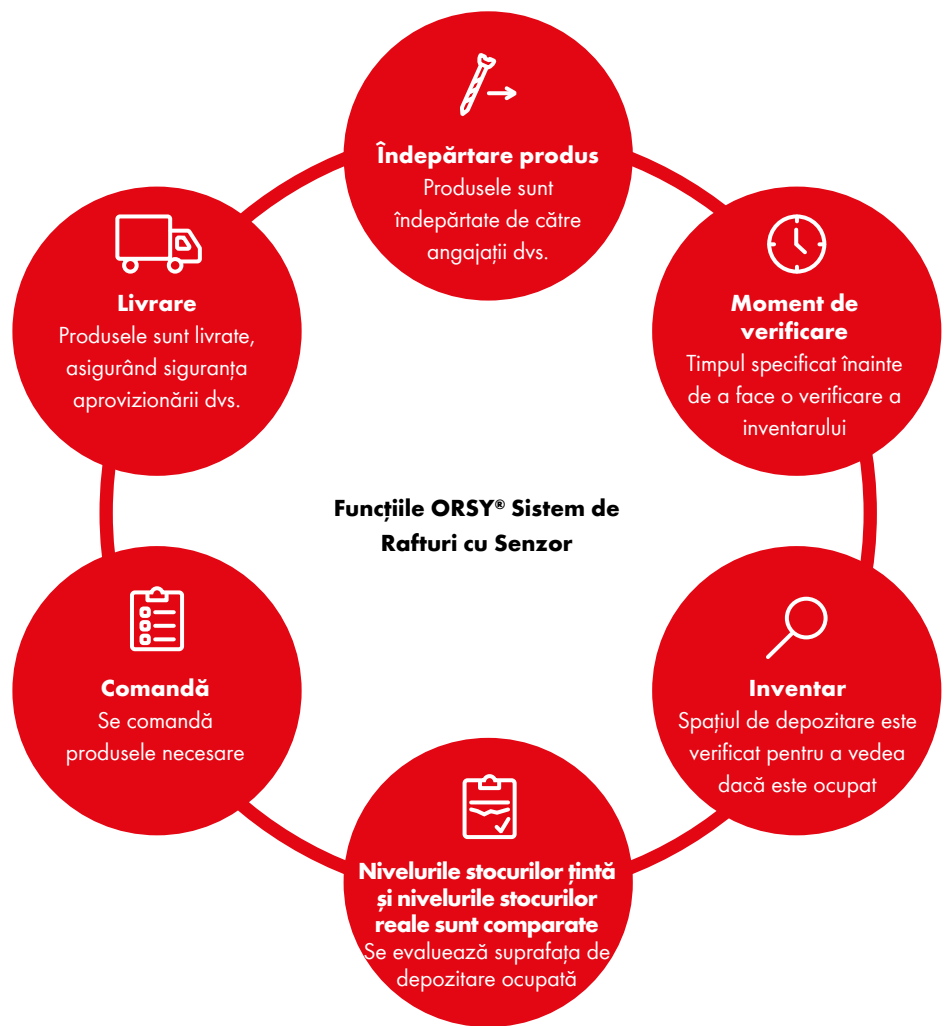 Îndepărtare produs
Produsele sunt
îndepărtate de către
angajații dvs.
Moment de
verificare
Timpul specificat înainte
de a face o verificare a
inventarului
Inventar
Spațiul de depozitare este
verificat pentru a vedea
dacă este ocupat
Nivelurile stocurilor țintă
și nivelurile stocurilor
reale sunt comparate
Se evaluează suprafața de
depozitare ocupată
Comandă
Se comandă
produsele necesare
Livrare
Produsele sunt livrate,
asigurând siguranța
aprovizionării dvs.
Funcțiile ORSY® Sistem de
Rafturi cu Senzor